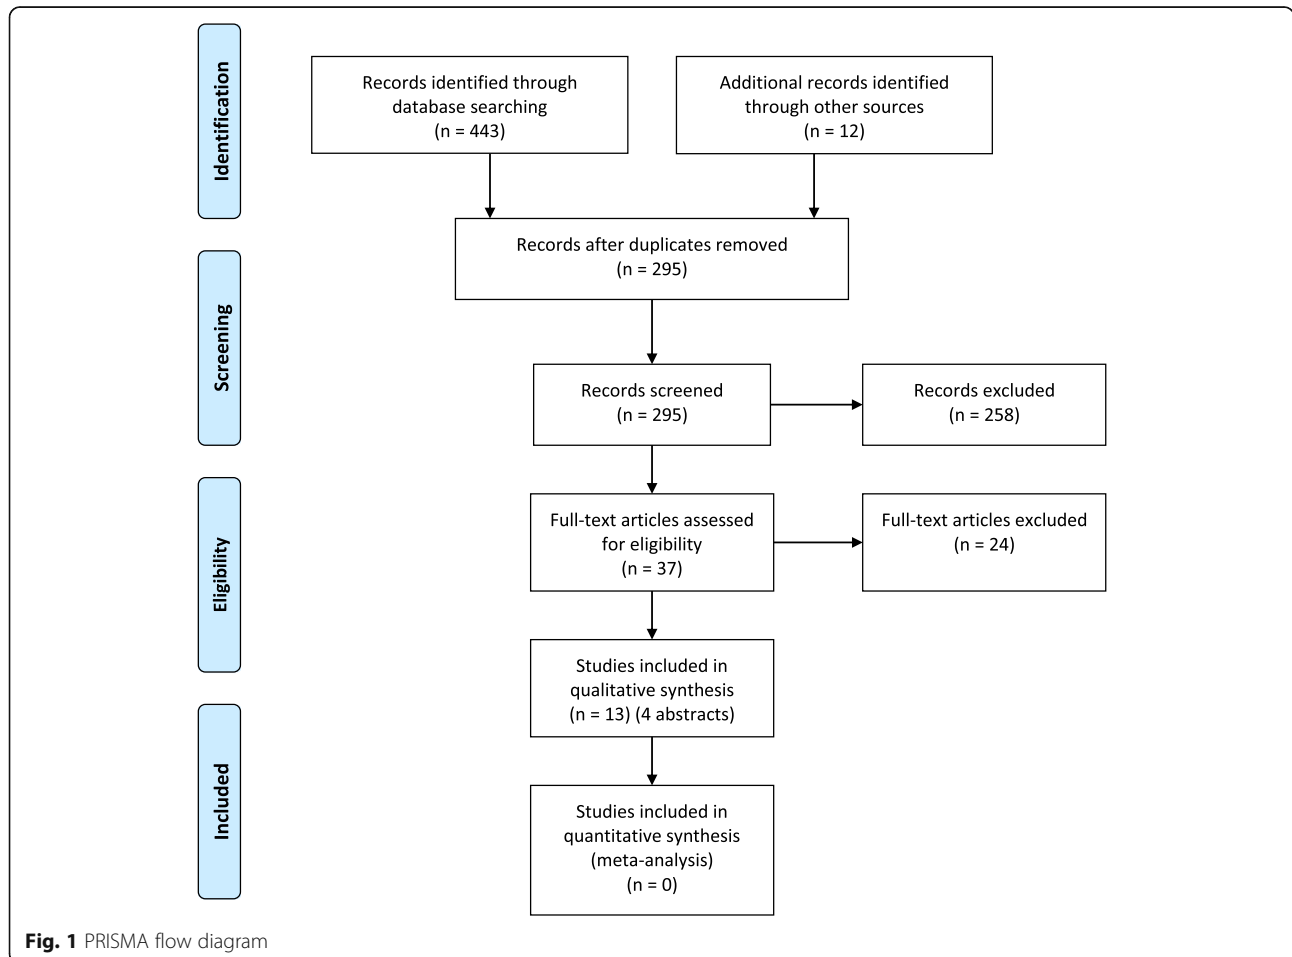 Identification
Records identified through
database searching
(n = 443)
Additional records identified
through other sources
(n = 12)
Records after duplicates removed
(n = 295)
Screening
Records screened
(n = 295)
Records excluded
(n = 258)
Eligibility
Full-text articles assessed
for eligibility
(n = 37)
Full-text articles excluded
(n = 24)
Studies included in
qualitative synthesis
(n = 13) (4 abstracts)
Included
Studies included in
quantitative synthesis
(meta-analysis)
(n = 0)
Fig. 1 PRISMA flow diagram